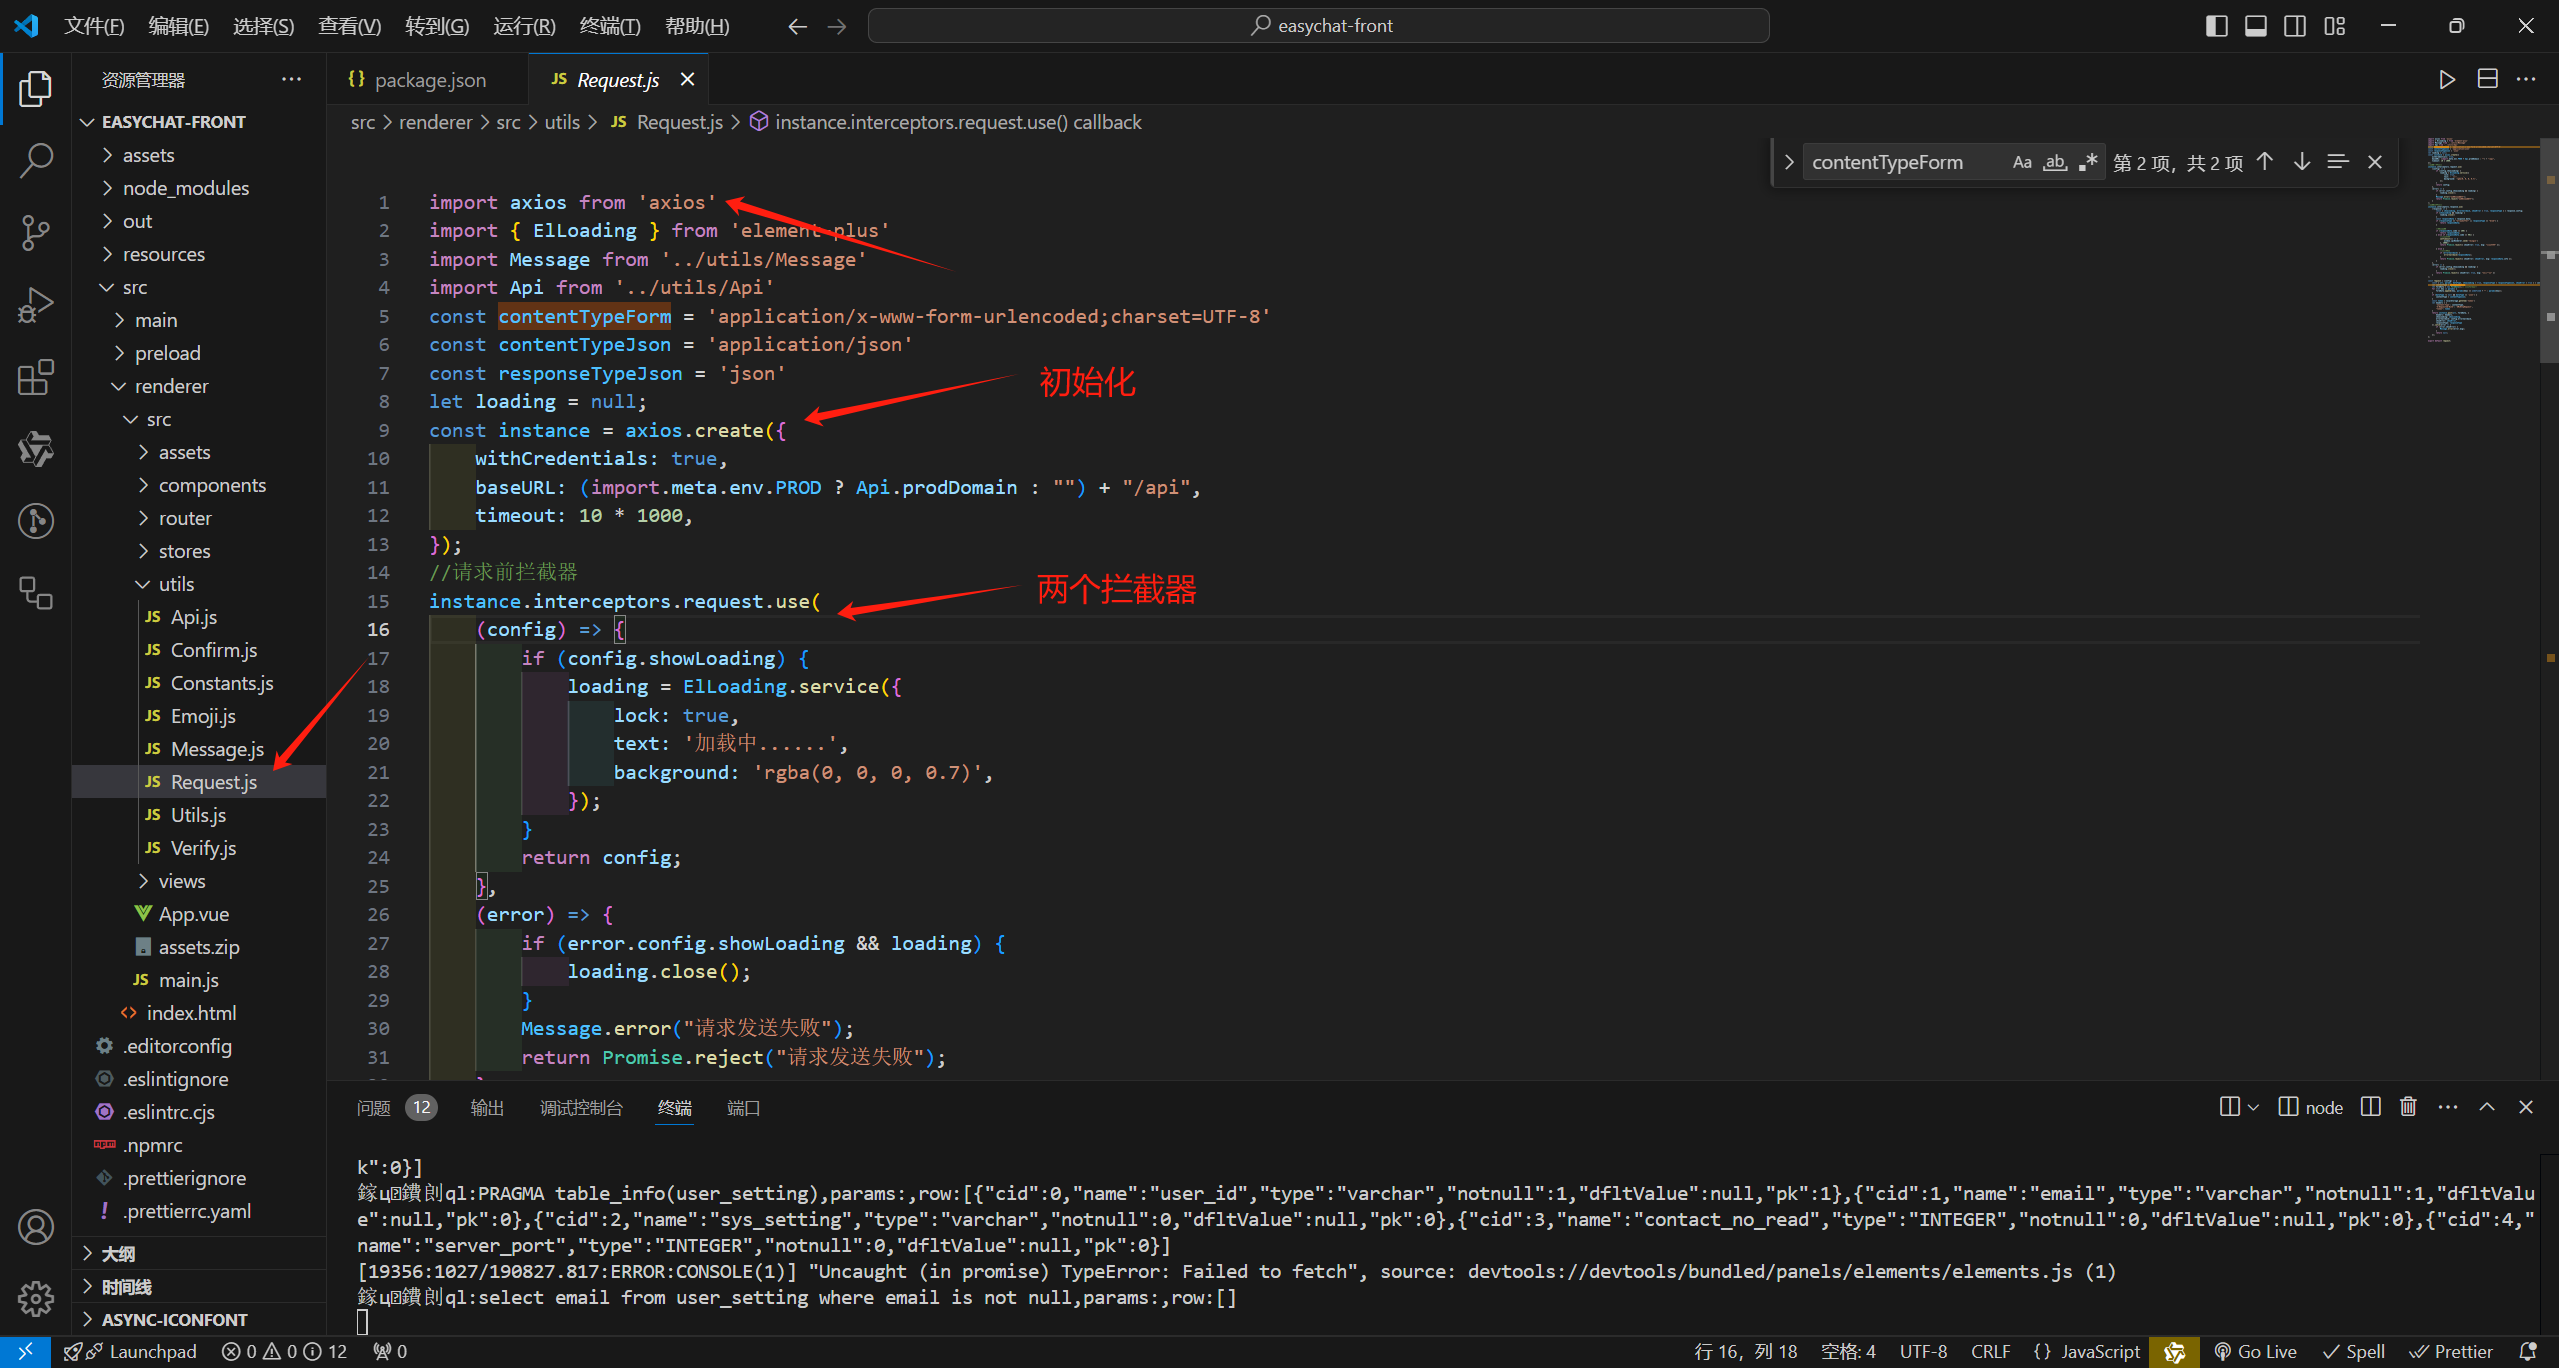 文件(F) 编辑(E) 选择(S) 查看(V) 转到(G) 运行(R) 终端(T) 帮助(H) easychat-front
资源管理器
EASYCHAT-FRONT
assets
node_modules
out
resources
src
main
preload
renderer
src
assets
components
router
stores
utils
JS Api.js
JS Confirm.js
JS Constants.js
JS Emoji.js
JS Message.js
JS Request.js
JS Utils.js
JS Verify.js
views
App.vue
assets.zip
JS main.js
index.html
.editorconfig
.eslintignore
.eslintrc.cjs
.npmrc
.prettierignore
.prettierrc.yaml
大纲
时间线
ASYNC-ICONFONT
{} package.json JS Request.js
src > renderer > src > utils > JS Request.js > instance.interceptors.request.use() callback
contentTypeForm Aa ab .* 第 2 项，共 2 项
1 import axios from 'axios'
2 import { ElLoading } from 'element-plus'
3 import Message from '../utils/Message'
4 import Api from '../utils/Api'
5 const contentTypeForm = 'application/x-www-form-urlencoded;charset=UTF-8'
6 const contentTypeJson = 'application/json'
7 const responseTypeJson = 'json'
初始化
8 let loading = null;
9 const instance = axios.create({
10 withCredentials: true,
11 baseURL: (import.meta.env.PROD ? Api.prodDomain : "") + "/api",
12 timeout: 10 * 1000,
13 });
14 //请求前拦截器
两个拦截器
15 instance.interceptors.request.use(
16 (config) => {
17 if (config.showLoading) {
18 loading = ElLoading.service({
19 lock: true,
20 text: '加载中......',
21 background: 'rgba(0, 0, 0, 0.7)',
22 });
23 }
24 return config;
25 },
26 (error) => {
27 if (error.config.showLoading && loading) {
28 loading.close();
29 }
30 Message.error("请求发送失败");
31 return Promise.reject("请求发送失败");
问题 12 输出 调试控制台 终端 端口 node
k":0}]
ql:PRAGMA table_info(user_setting),params:,row:[{"cid":0,"name":"user_id","type":"varchar","notnull":1,"dfltValue":null,"pk":1},{"cid":1,"name":"email","type":"varchar","notnull":1,"dfltValu
e":null,"pk":0},{"cid":2,"name":"sys_setting","type":"varchar","notnull":0,"dfltValue":null,"pk":0},{"cid":3,"name":"contact_no_read","type":"INTEGER","notnull":0,"dfltValue":null,"pk":0},{"cid":4,"
name":"server_port","type":"INTEGER","notnull":0,"dfltValue":null,"pk":0}]
[19356:1027/190827.817:ERROR:CONSOLE(1)] "Uncaught (in promise) TypeError: Failed to fetch", source: devtools://devtools/bundled/panels/elements/elements.js (1)
ql:select email from user_setting where email is not null,params:,row:[]
Launchpad 0 0 12 0 行 16，列 18 空格: 4 UTF-8 CRLF {} JavaScript Go Live Spell Prettier